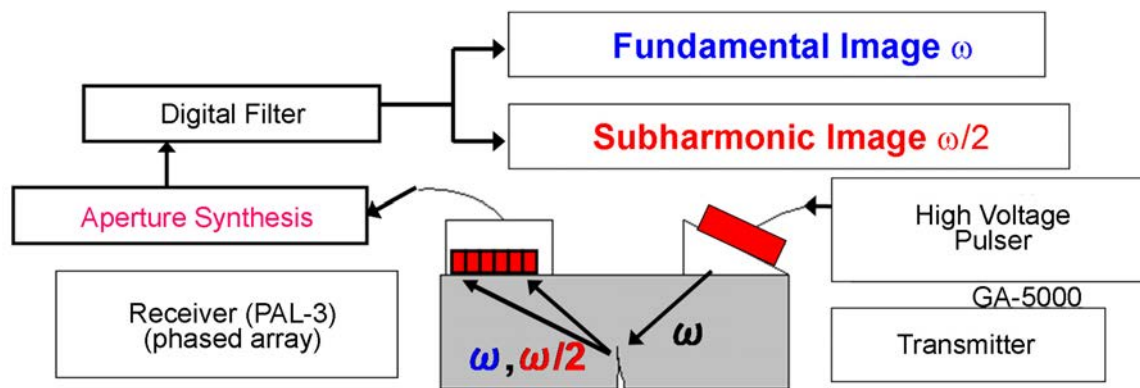 Fundamental Image ω
Digital Filter
Subharmonic Image ω/2
Aperture Synthesis
High Voltage
Pulser
GA-5000
Receiver (PAL-3)
(phased array)
Transmitter
ω
ω, ω/2